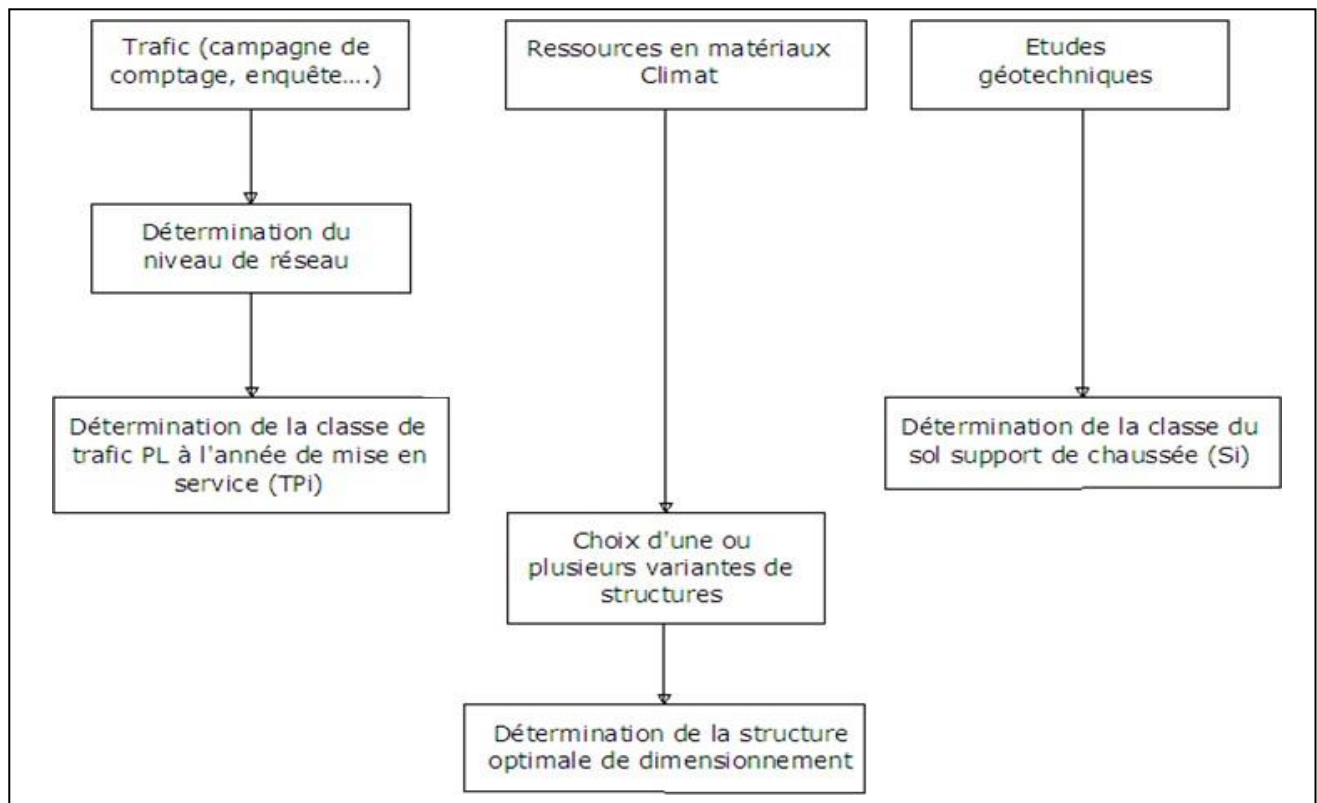 Trafic (campagne de
comptage, enquête....)
Ressources en matériaux
Climat
Etudes
géotechniques
Détermination du
niveau de réseau
Détermination de la classe de
trafic PL à l'année de mise en
service (TPi)
Détermination de la classe du
sol support de chaussée (Si)
Choix d'une ou
plusieurs variantes de
structures
Détermination de la structure
optimale de dimensionnement